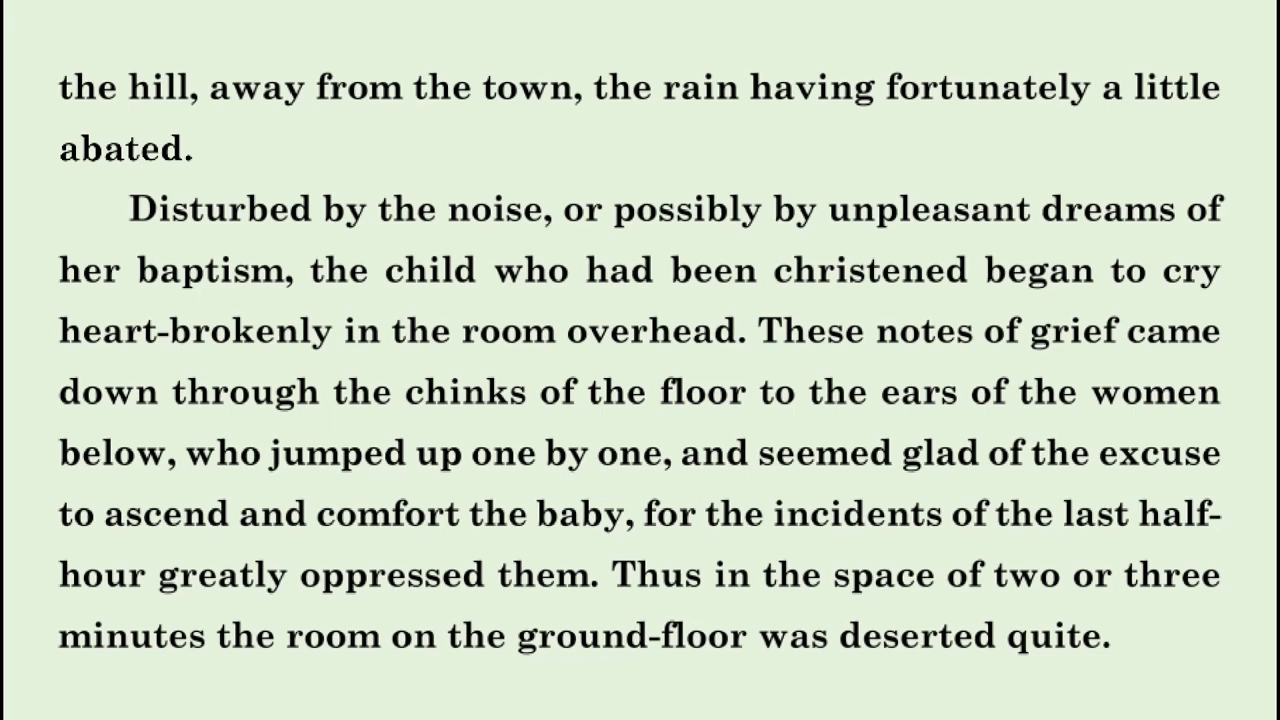 the hill, away from the town, the rain having fortunately a little
abated.
Disturbed by the noise, or possibly by unpleasant dreams of
her baptism, the child who had been christened began to cry
heart-brokenly in the room overhead. These notes of grief came
down through the chinks of the floor to the ears of the women
below, who jumped up one by one, and seemed glad of the excuse
to ascend and comfort the baby, for the incidents of the last half-
hour greatly oppressed them. Thus in the space of two or three
minutes the room on the ground-floor was deserted quite.